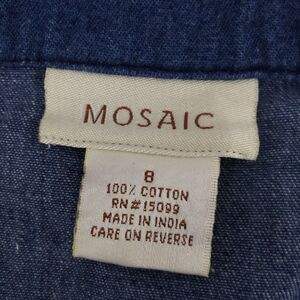 MOSAIC
8
100% COTTON
RN#15099
MADE IN INDIA
CARE ON REVERSE